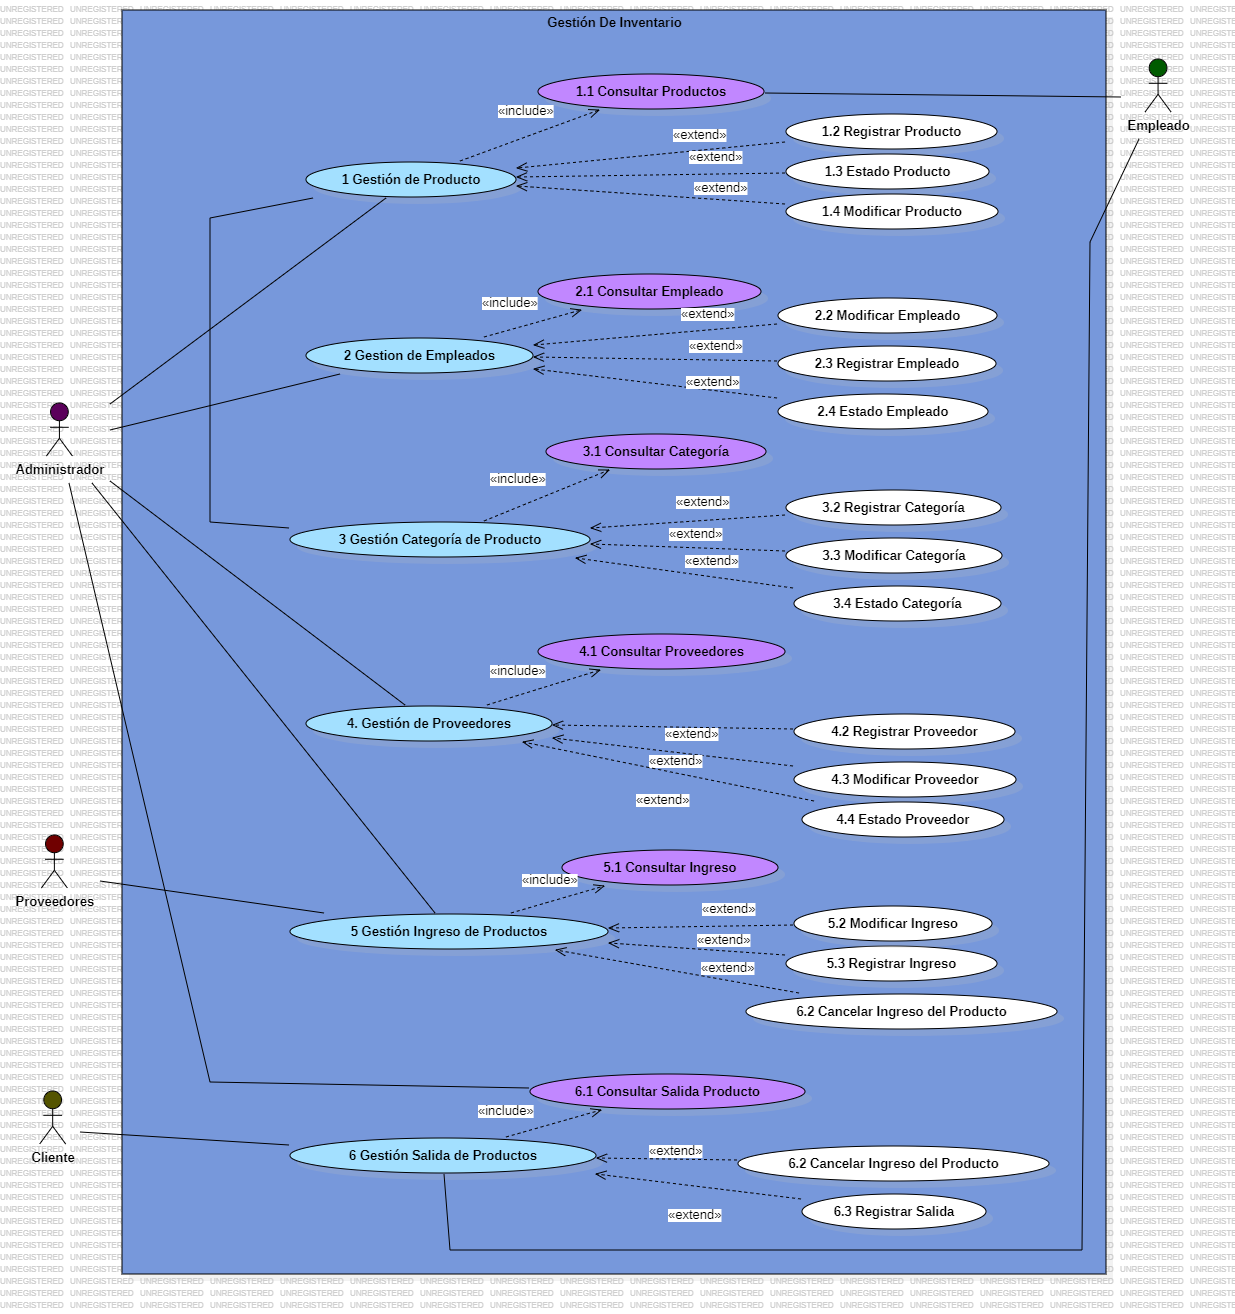 Gestión De Inventario
1.1 Consultar Productos
«include»
Empleado
1.2 Registrar Producto
«extend»
«extend»
1.3 Estado Producto
1 Gestión de Producto
«extend»
1.4 Modificar Producto
2.1 Consultar Empleado
«include»
«extend»
2.2 Modificar Empleado
«extend»
2 Gestion de Empleados
2.3 Registrar Empleado
«extend»
2.4 Estado Empleado
3.1 Consultar Categoría
Administrador
«include»
«extend»
3.2 Registrar Categoría
«extend»
3 Gestión Categoría de Producto
3.3 Modificar Categoría
«extend»
3.4 Estado Categoría
4.1 Consultar Proveedores
«include»
4. Gestión de Proveedores
4.2 Registrar Proveedor
«extend»
«extend»
4.3 Modificar Proveedor
«extend»
4.4 Estado Proveedor
5.1 Consultar Ingreso
«include»
Proveedores
«extend»
5.2 Modificar Ingreso
5 Gestión Ingreso de Productos
«extend»
5.3 Registrar Ingreso
«extend»
6.2 Cancelar Ingreso del Producto
6.1 Consultar Salida Producto
«include»
Cliente
6 Gestión Salida de Productos
«extend»
6.2 Cancelar Ingreso del Producto
«extend»
6.3 Registrar Salida
UNREGISTERED